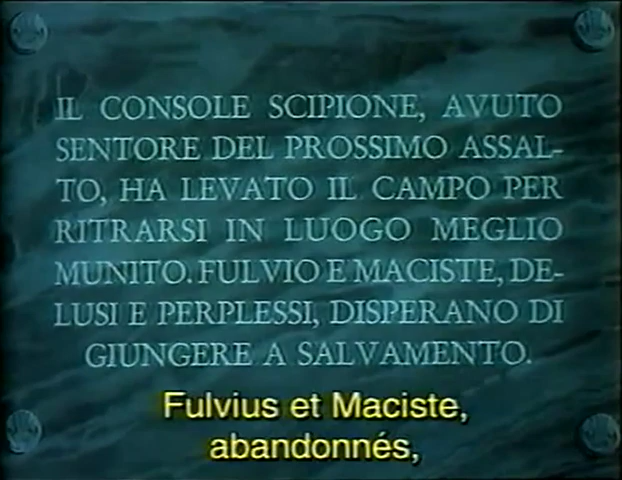 IL CONSOLE SCIPIONE, AVUTO
SENTORE DEL PROSSIMO ASSAL-
TO, HA LEVATO IL CAMPO PER
RITRARSI IN LUOGO MEGLIO
MUNITO. FULVIO E MACISTE, DE-
LUSI E PERPLESSI, DISPERANO DI
GIUNGERE A SALVAMENTO.
Fulvius et Maciste,
abandonnés,